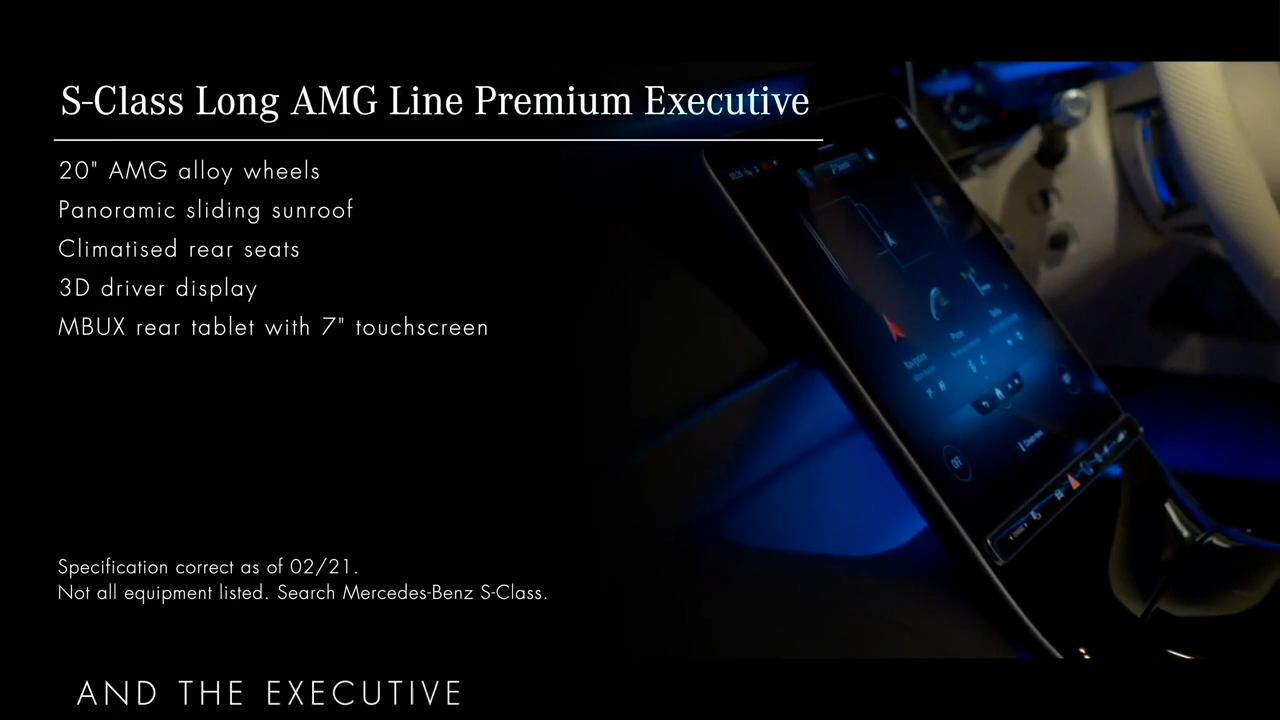 S-Class Long AMG Line Premium Executive
20" AMG alloy wheels
Panoramic sliding sunroof
Climatised rear seats
3D driver display
MBUX rear tablet with 7" touchscreen
OFF
Specification correct as of 02/21.
Not all equipment listed. Search Mercedes-Benz S-Class.
AND THE EXECUTIVE